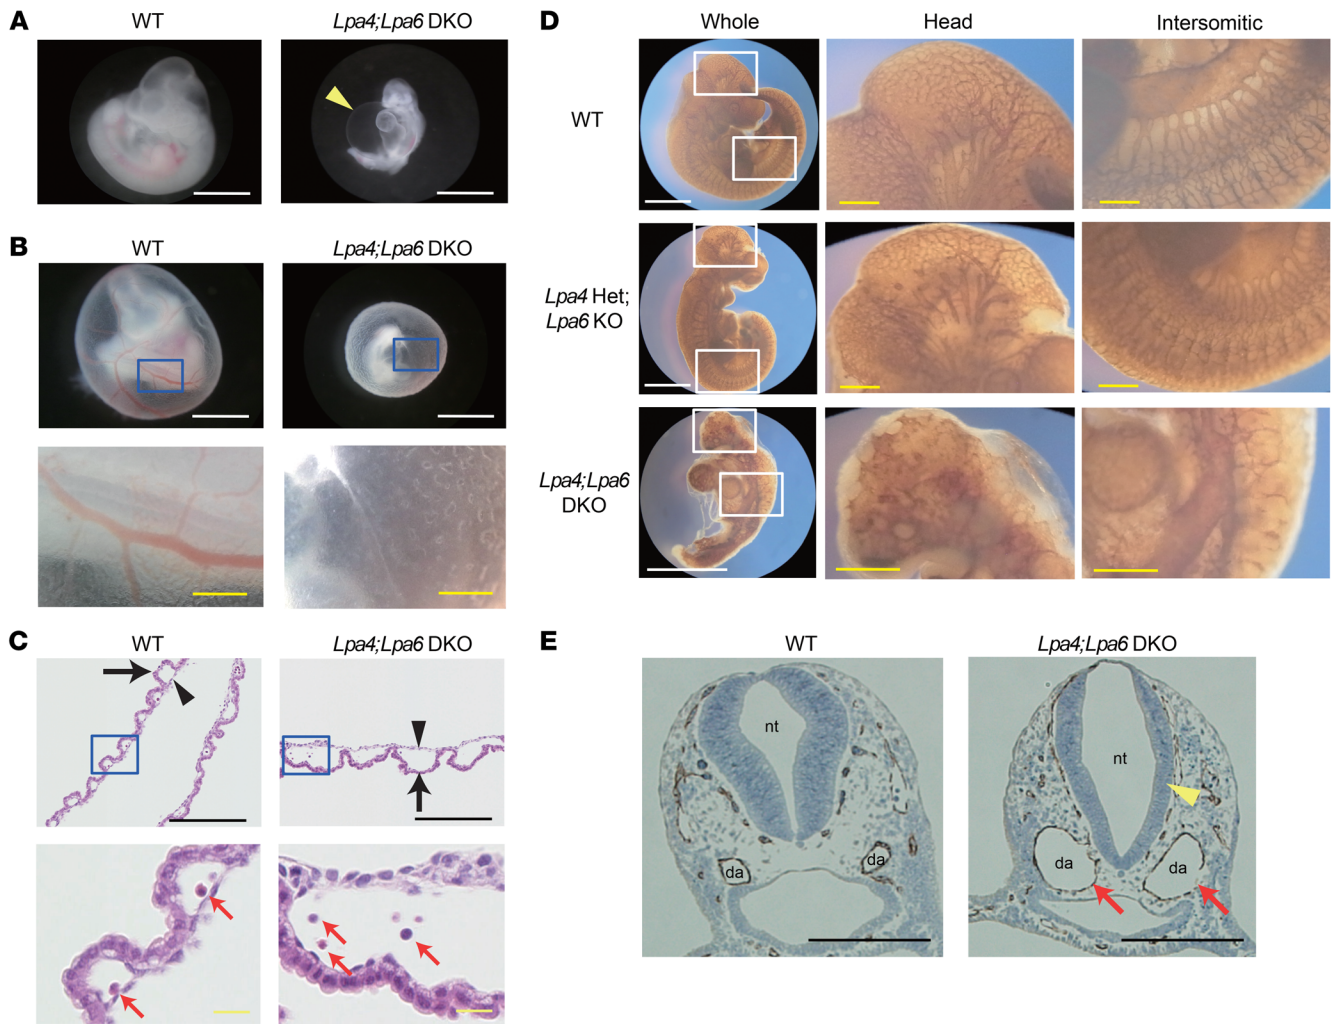 A
WT
Lpa4;Lpa6 DKO
B
WT
Lpa4;Lpa6 DKO
C
WT
Lpa4;Lpa6 DKO
D
Whole
Head
Intersomitic
WT
Lpa4 Het;
Lpa6 KO
Lpa4;Lpa6
DKO
E
WT
Lpa4;Lpa6 DKO
nt
da
da
nt
da
da